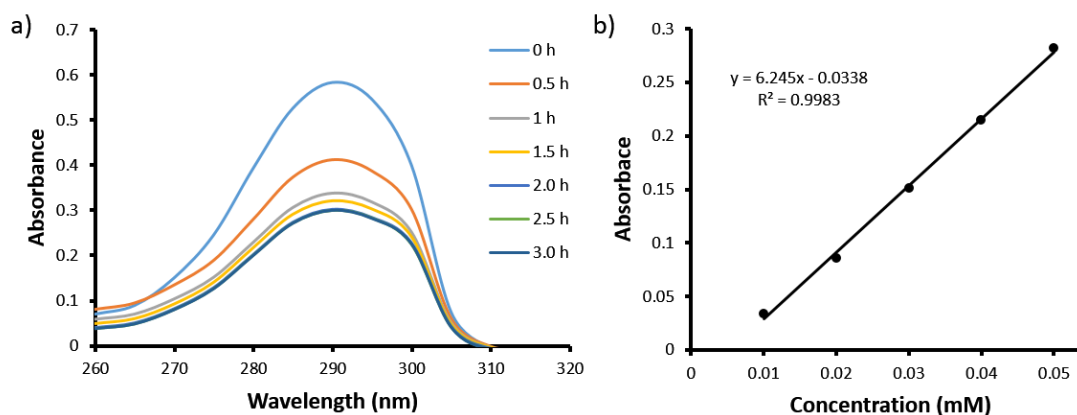 a)
0.7
0.6
0.5
0.4
0.3
0.2
0.1
0
Absorbance
260 270 280 290 300 310 320
Wavelength (nm)
0 h
0.5 h
1 h
1.5 h
2.0 h
2.5 h
3.0 h
b)
0.3
0.25
0.2
0.15
0.1
0.05
0
Absorbace
y = 6.245x - 0.0338
R² = 0.9983
0 0.01 0.02 0.03 0.04 0.05
Concentration (mM)